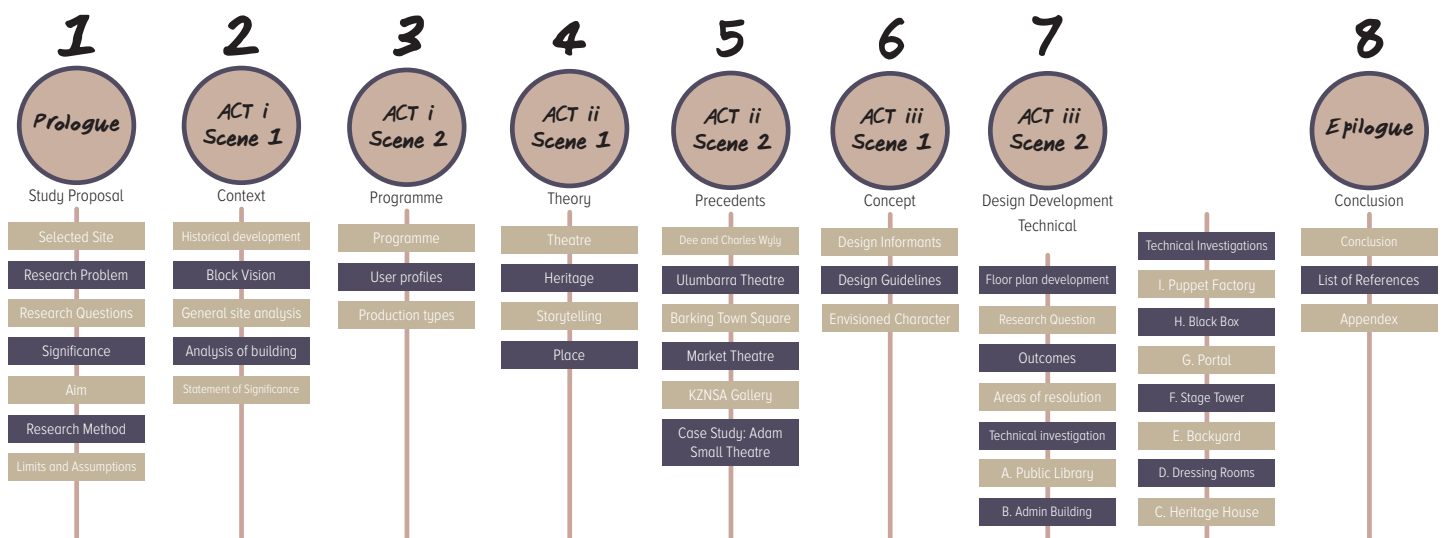 1
Prologue
Study Proposal
Selected Site
Research Problem
Research Questions
Significance
Aim
Research Method
Limits and Assumptions
2
ACT i
Scene 1
Context
Historical development
Block Vision
General site analysis
Analysis of building
Statement of Significance
3
ACT i
Scene 2
Programme
Programme
User profiles
Production types
4
ACT ii
Scene 1
Theory
Theatre
Heritage
Storytelling
Place
5
ACT ii
Scene 2
Precedents
Dee and Charles Wyly
Ulumbarra Theatre
Barking Town Square
Market Theatre
KZNSA Gallery
Case Study: Adam
Small Theatre
6
ACT iii
Scene 1
Concept
Design Informants
Design Guidelines
Envisioned Character
7
ACT iii
Scene 2
Design Development
Technical
Floor plan development
Research Question
Outcomes
Areas of resolution
Technical investigation
A. Public Library
B. Admin Building
Technical Investigations
I. Puppet Factory
H. Black Box
G. Portal
F. Stage Tower
E. Backyard
D. Dressing Rooms
C. Heritage House
8
Epilogue
Conclusion
Conclusion
List of References
Appendex